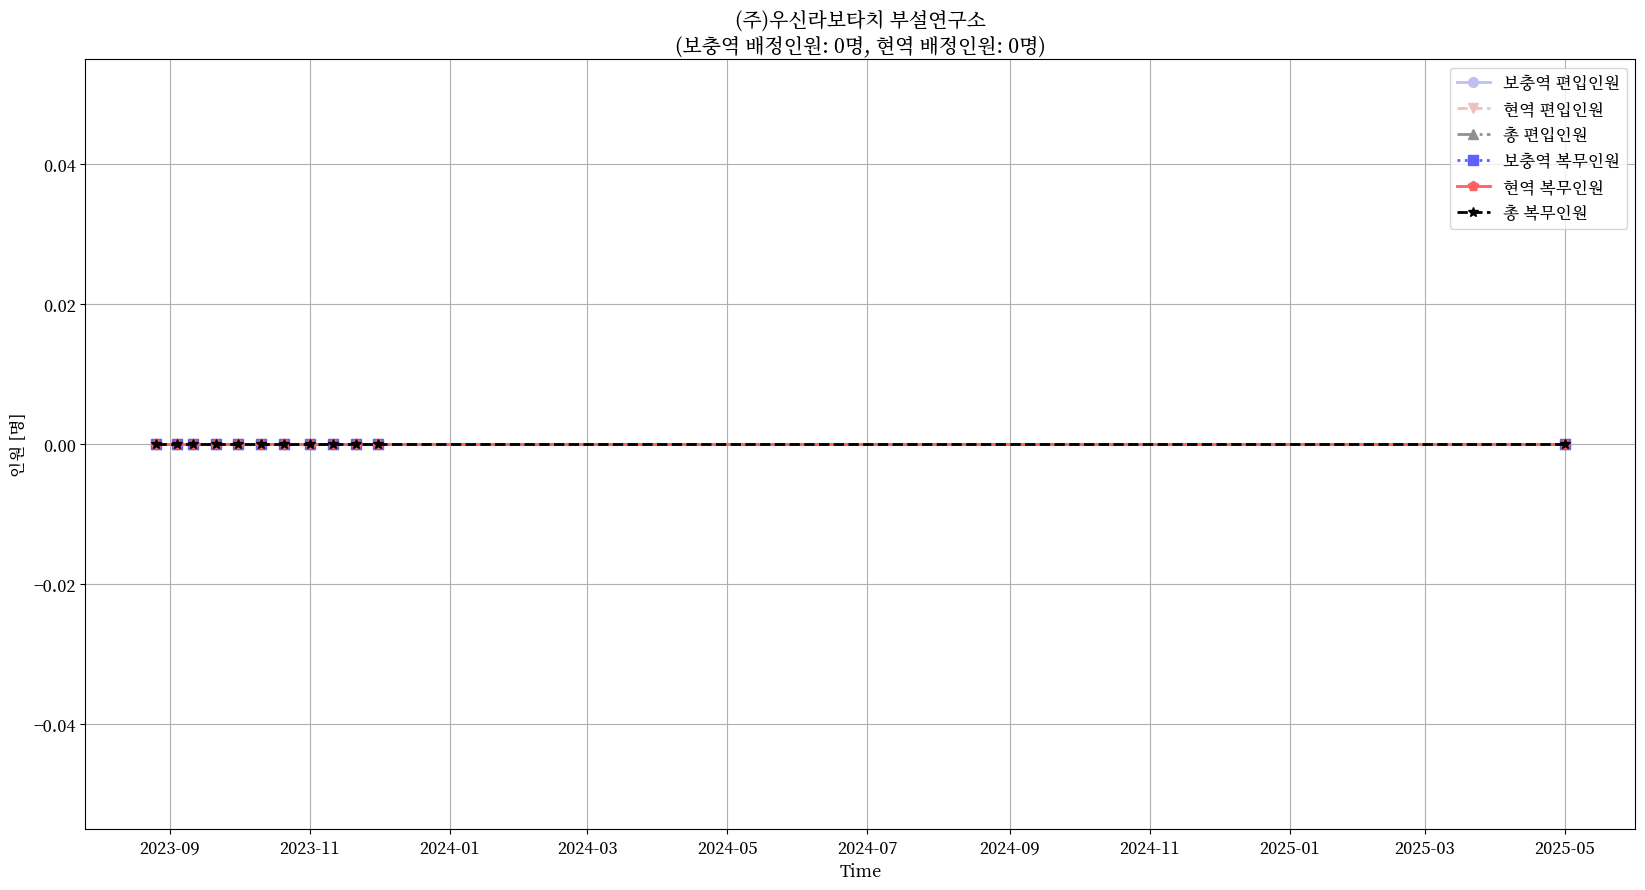 (주)우신라보타치 부설연구소
(보충역 배정인원: 0명, 현역 배정인원: 0명)
보충역 편입인원
현역 편입인원
총 편입인원
보충역 복무인원
현역 복무인원
총 복무인원
인원 [명]
0.04
0.02
0.00
−0.02
−0.04
2023-09 2023-11 2024-01 2024-03 2024-05 2024-07 2024-09 2024-11 2025-01 2025-03 2025-05
Time